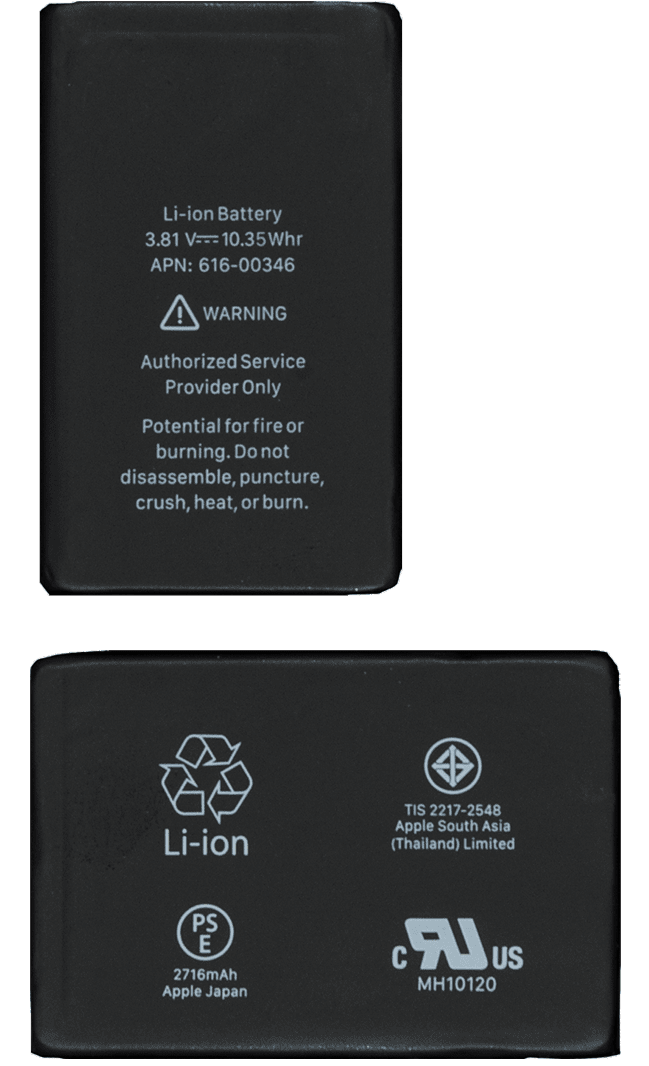 Li-ion Battery
3.81 V⎓10.35Whr
APN: 616-00346
WARNING
Authorized Service
Provider Only
Potential for fire or
burning. Do not
disassemble, puncture,
crush, heat, or burn.
Li-ion
TIS 2217-2548
Apple South Asia
(Thailand) Limited
PS
E
2716mAh
Apple Japan
C RU US
MH10120